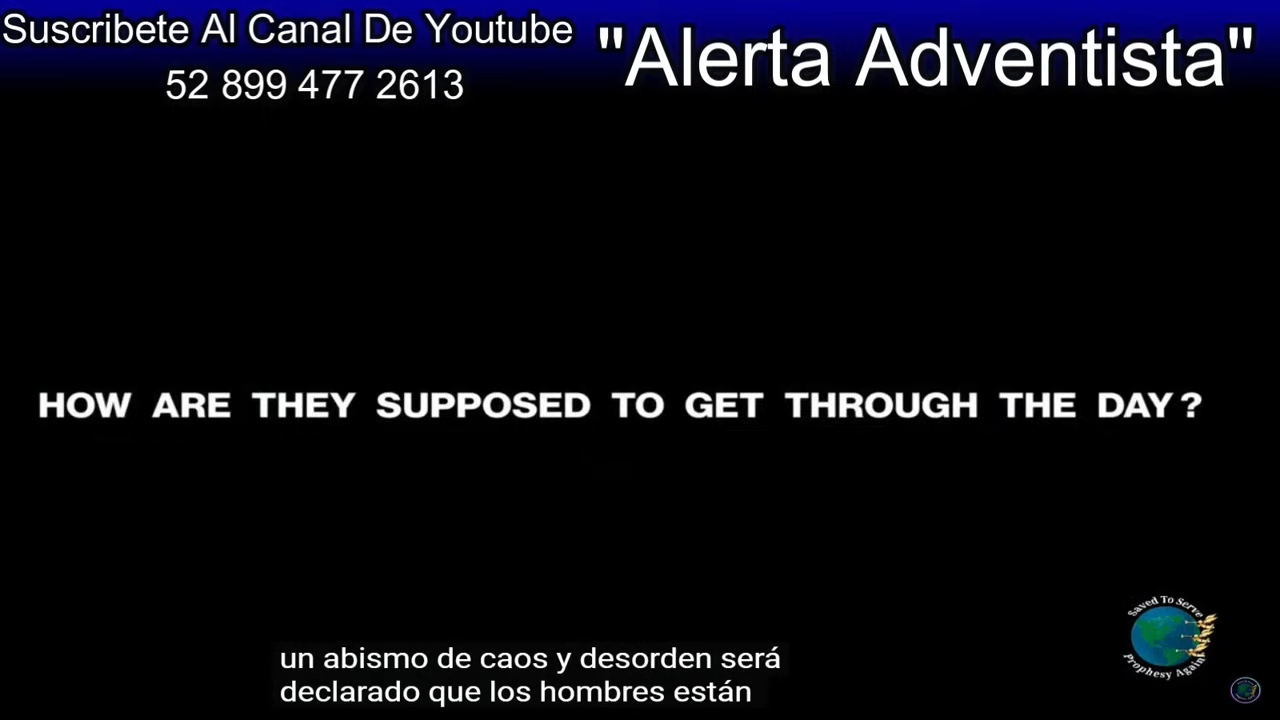 Suscribete Al Canal De Youtube
52 899 477 2613
"Alerta Adventista"
HOW ARE THEY SUPPOSED TO GET THROUGH THE DAY?
un abismo de caos y desorden será
declarado que los hombres están
Saved To Serve
Prophesy Again